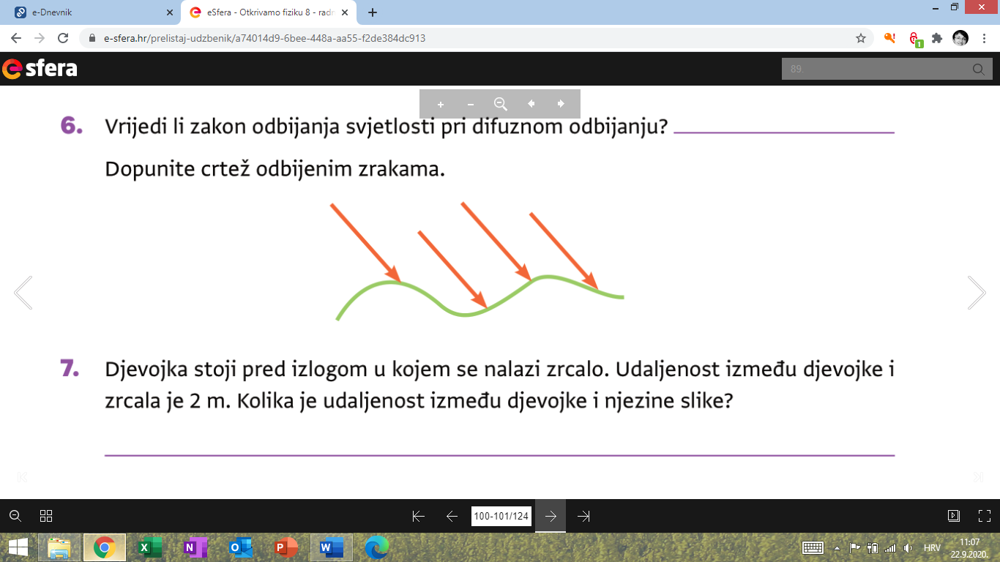 e-Dnevnik
eSfera - Otkrivamo fiziku 8 - radn
e-sfera.hr/prelistaj-udzbenik/a74014d9-6bee-448a-aa55-f2de384dc913
1
e sfera
89.
6. Vrijedi li zakon odbijanja svjetlosti pri difuznom odbijanju?
Dopunite crtež odbijenim zrakama.
7. Djevojka stoji pred izlogom u kojem se nalazi zrcalo. Udaljenost između djevojke i
zrcala je 2 m. Kolika je udaljenost između djevojke i njezine slike?
100-101/124
HRV
11:07
22.9.2020.